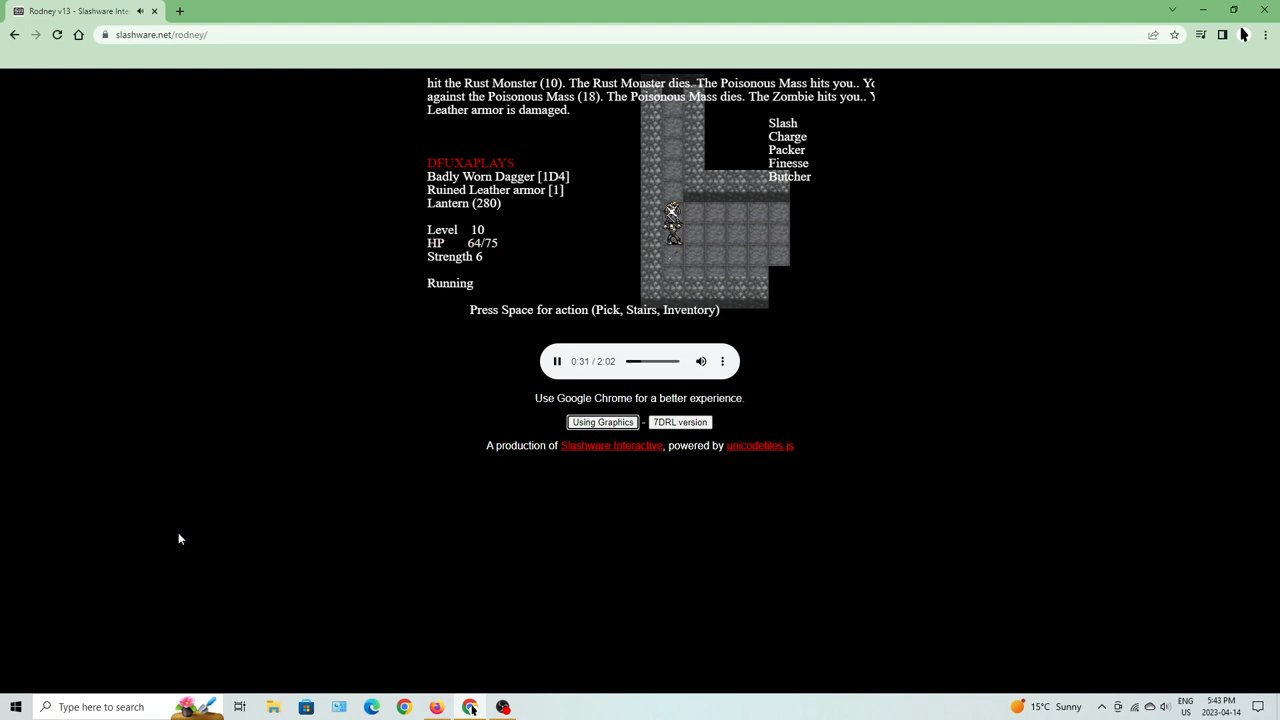 Rodney v13 - Slashware Inte
slashware.net/rodney/
hit the Rust Monster (10). The Rust Monster dies. The Poisonous Mass hits you.. Yo
against the Poisonous Mass (18). The Poisonous Mass dies. The Zombie hits you.. Y
Leather armor is damaged.
Slash
Charge
Packer
Finesse
Butcher
DFUXAPLAYS
Badly Worn Dagger [1D4]
Ruined Leather armor [1]
Lantern (280)
Level 10
HP 64/75
Strength 6
Running
Press Space for action (Pick, Stairs, Inventory)
0:31 / 2:02
Use Google Chrome for a better experience.
Using Graphics - 7DRL version
A production of Slashware Interactive, powered by unicodetiles.js
Type here to search
15°C Sunny
ENG
US
5:43 PM
2023-04-14